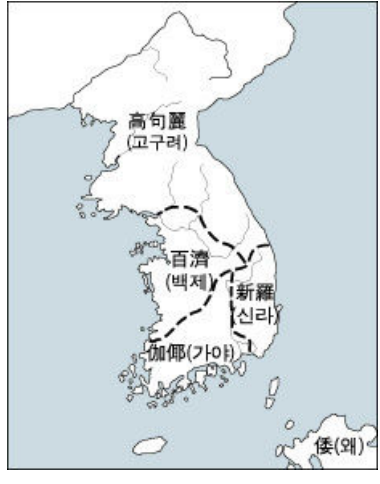 高句麗
(고구려)
百濟
(백제)
新羅
(신라)
伽倻(가야)
倭(왜)